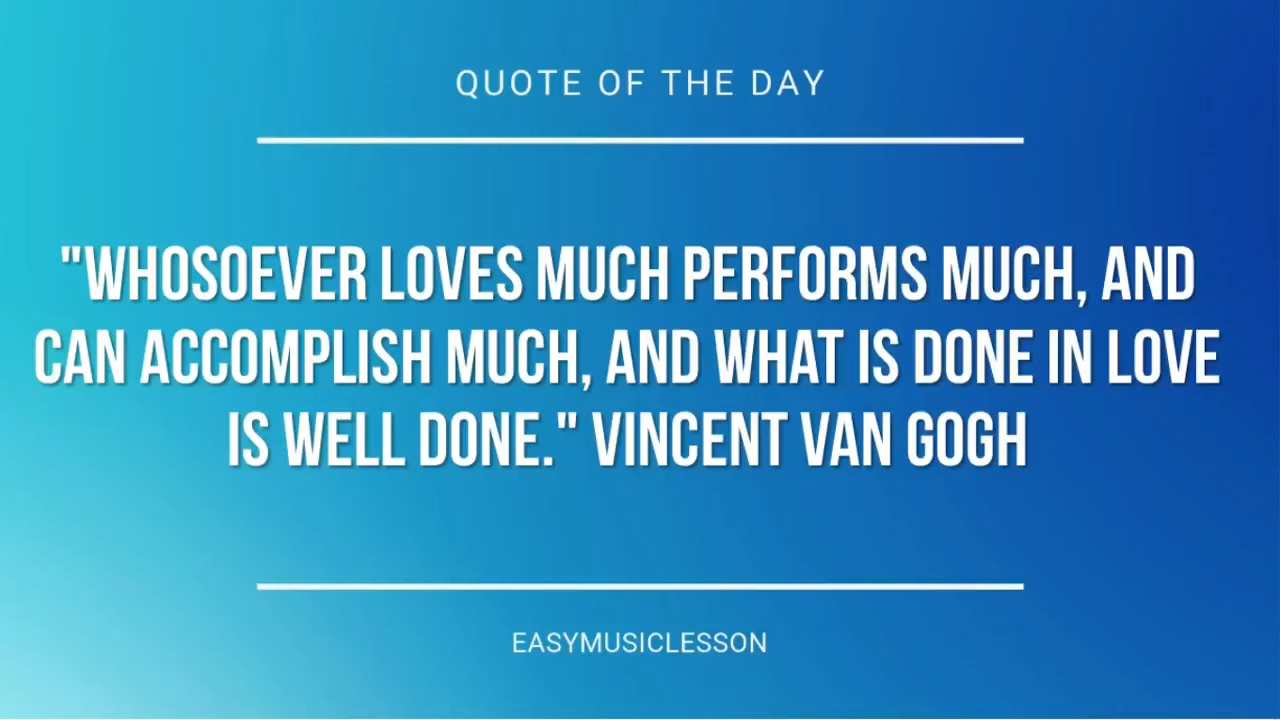 QUOTE OF THE DAY
"WHOSOEVER LOVES MUCH PERFORMS MUCH, AND
CAN ACCOMPLISH MUCH, AND WHAT IS DONE IN LOVE
IS WELL DONE." VINCENT VAN GOGH
EASYMUSICLESSON